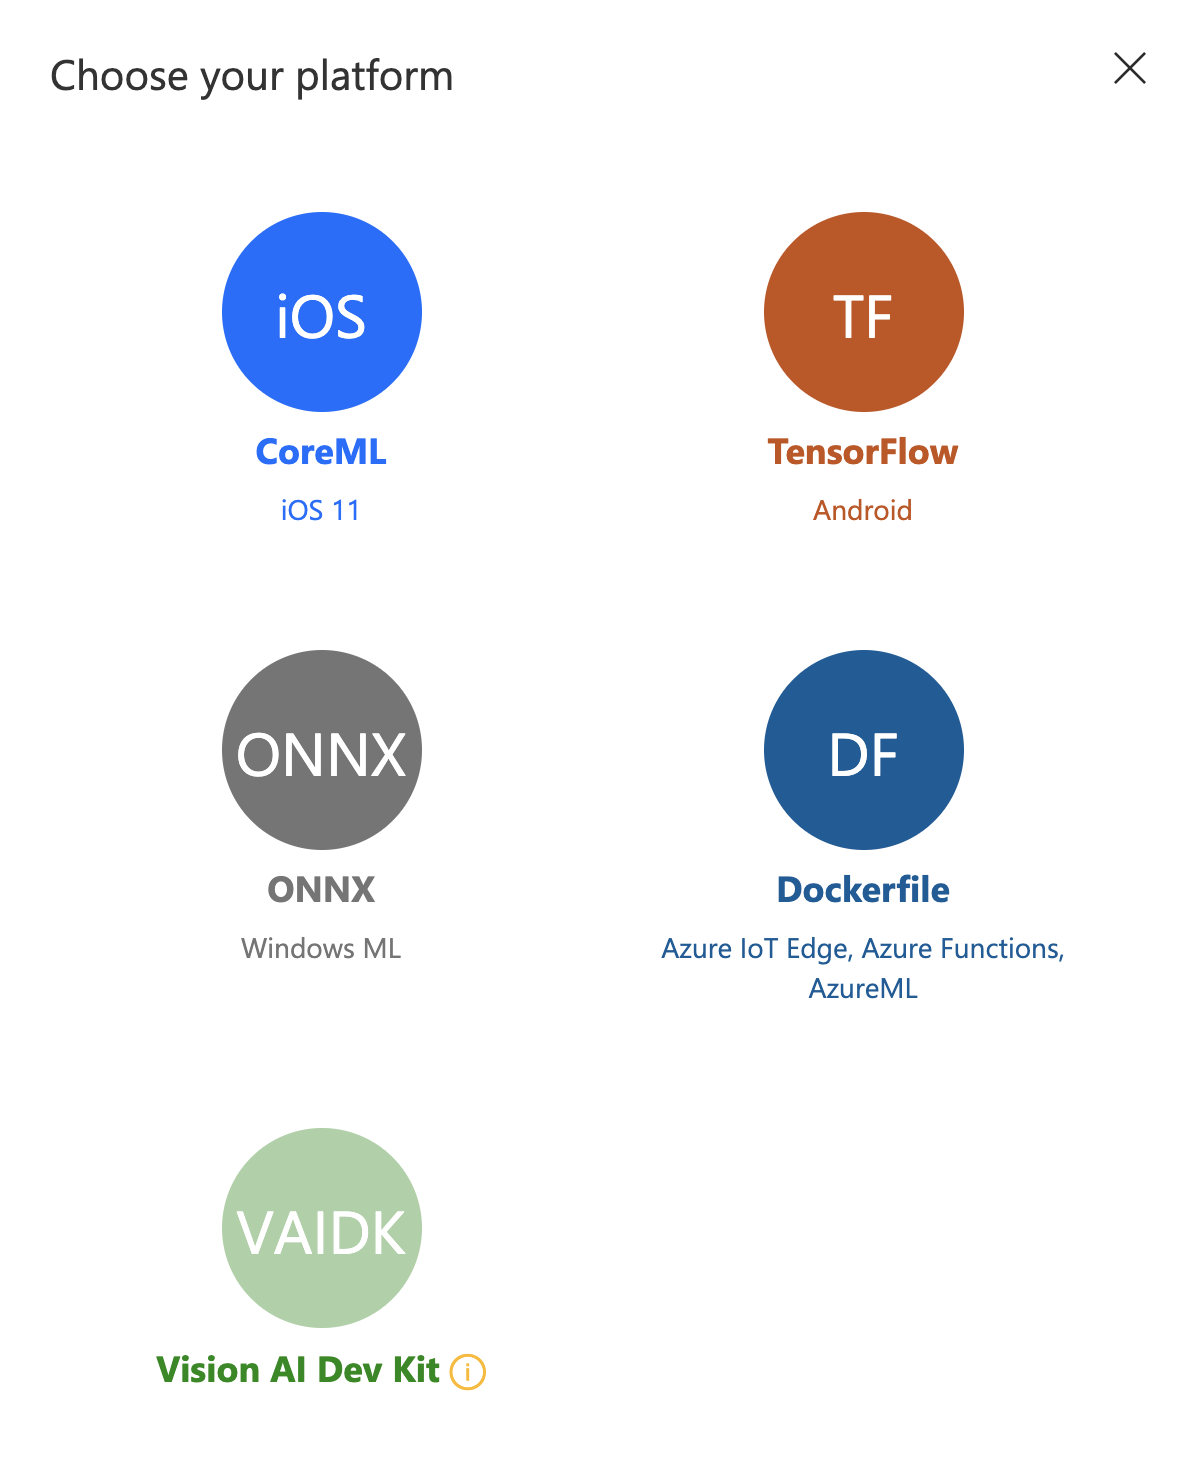 Choose your platform
iOS
TF
CoreML
TensorFlow
iOS 11
Android
ONNX
DF
ONNX
Dockerfile
Windows ML
Azure IoT Edge, Azure Functions,
AzureML
VAIDK
Vision AI Dev Kit i